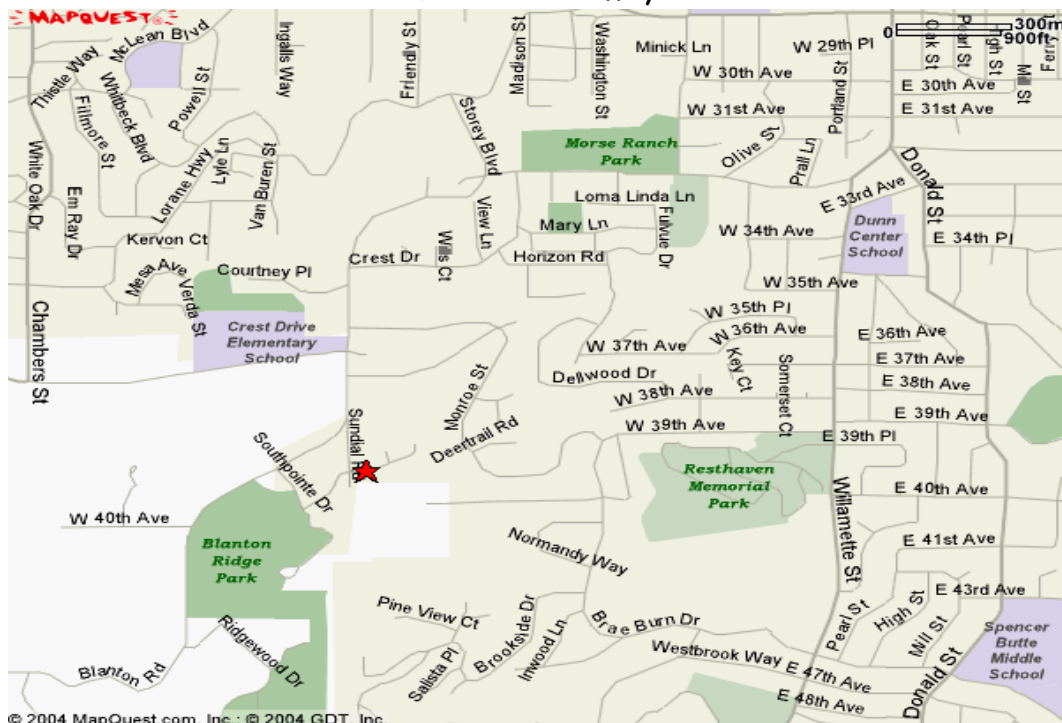 MAPQUEST
300m
0
900ft
McLean Blvd
Thistle Way
Ingalls Way
Friendly St
Madison St
Washington St
Minick Ln
W 29th Pl
Oak St
Pearl St
High St
Mill St
W 30th Ave
E 30th Ave
W 31st Ave
E 31st Ave
Portland St
Olive St
Prall Ln
Powell St
Whitbeck Blvd
Fillmore St
Lorane Hwy
Lyle Ln
Van Buren St
Storey Blvd
Morse Ranch
Park
Donald St
E 33rd Ave
White Oak Dr
Em Ray Dr
Kervon Ct
Loma Linda Ln
Mary Ln
Fulvue Dr
View Ln
Wills Ct
Horizon Rd
Crest Dr
W 34th Ave
Dunn
Center
School
E 34th Pl
Mesa Ave
Verda St
Courtney Pl
W 35th Ave
Chambers St
Crest Drive
Elementary
School
W 35th Pl
W 36th Ave
E 36th Ave
W 37th Ave
E 37th Ave
Key Ct
Somerset Ct
Dellwood Dr
W 38th Ave
E 38th Ave
Monroe St
Deertrail Rd
Sundial Rd
Southpointe Dr
W 39th Ave
E 39th Ave
E 39th Pl
Resthaven
Memorial
Park
Willamette St
E 40th Ave
W 40th Ave
Blanton
Ridge
Park
Normandy Way
E 41st Ave
E 43rd Ave
Pearl St
High St
Mill St
Spencer
Butte
Middle
School
Ridgewood Dr
Blanton Rd
Pine View Ct
Salista Pl
Brookside Dr
Inwood Ln
Brae Burn Dr
Westbrook Way
E 47th Ave
E 48th Ave
Donald St
© 2004 MapQuest.com, Inc.; © 2004 GDT, Inc.